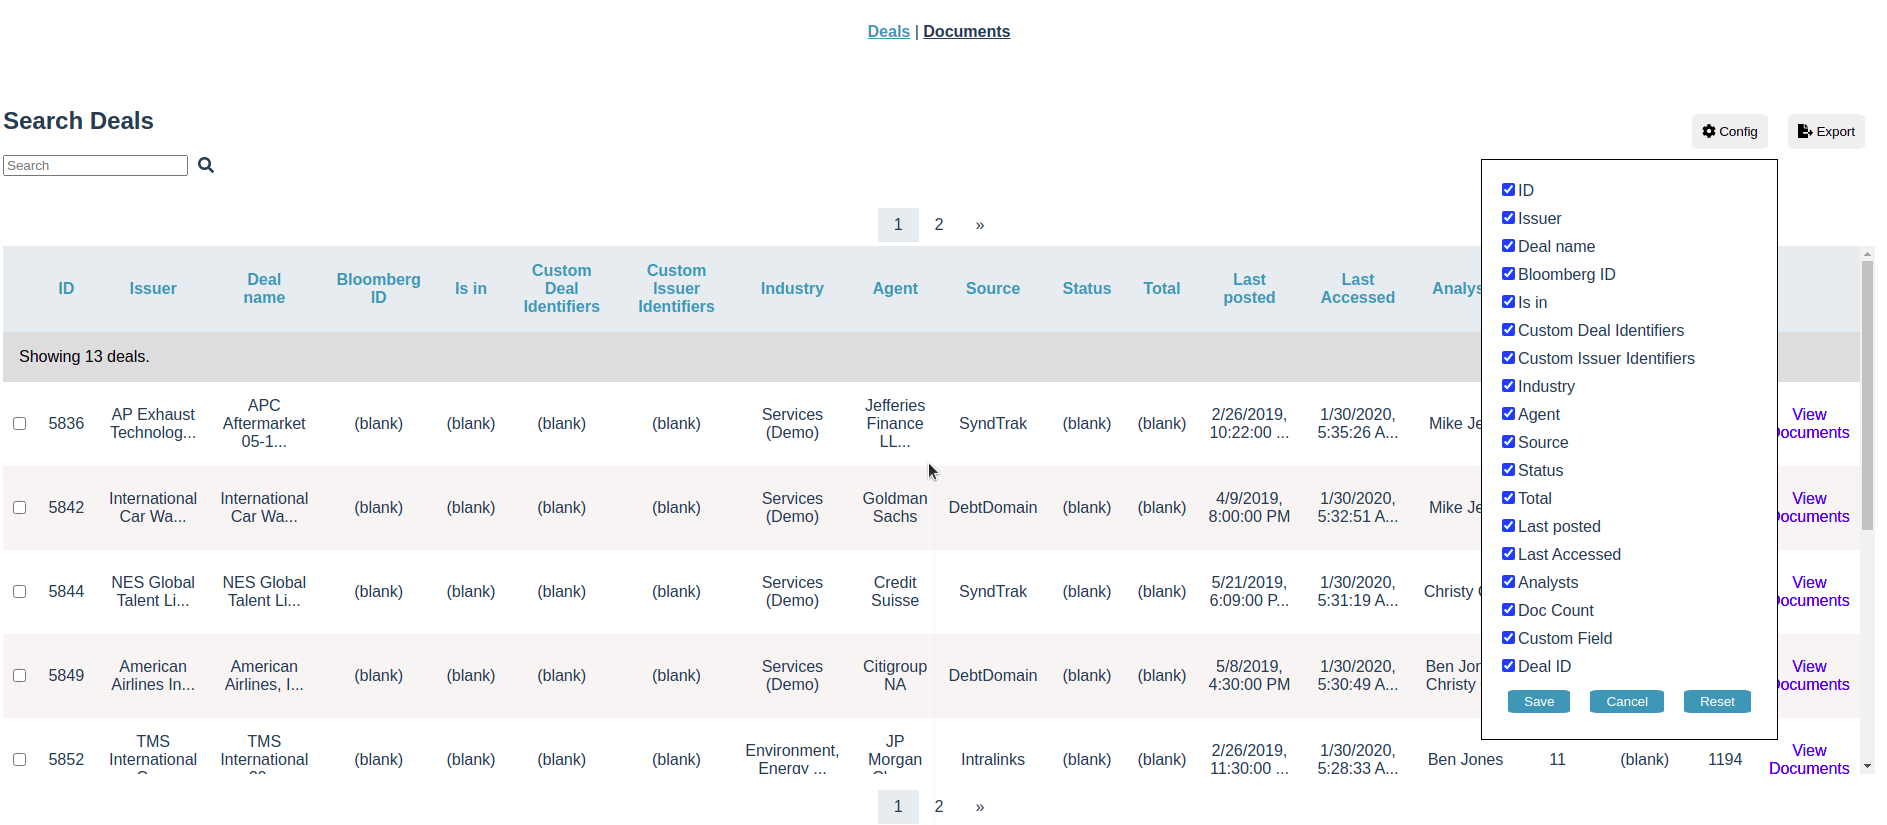 Deals | Documents
Search Deals
Config
Export
Search
1 2 »
ID Issuer Deal name Bloomberg ID Is in Custom Deal Identifiers Custom Issuer Identifiers Industry Agent Source Status Total Last posted Last Accessed
Showing 13 deals.
5836 AP Exhaust Technolog... APC Aftermarket 05-1... (blank) (blank) (blank) (blank) Services (Demo) Jefferies Finance LL... SyndTrak (blank) (blank) 2/26/2019, 10:22:00 ... 1/30/2020, 5:35:26 A... Mike View Documents
5842 International Car Wa... International Car Wa... (blank) (blank) (blank) (blank) Services (Demo) Goldman Sachs DebtDomain (blank) (blank) 4/9/2019, 8:00:00 PM 1/30/2020, 5:32:51 A... Mike View Documents
5844 NES Global Talent Li... NES Global Talent Li... (blank) (blank) (blank) (blank) Services (Demo) Credit Suisse SyndTrak (blank) (blank) 5/21/2019, 6:09:00 P... 1/30/2020, 5:31:19 A... Christy View Documents
5849 American Airlines In... American Airlines, I... (blank) (blank) (blank) (blank) Services (Demo) Citigroup NA DebtDomain (blank) (blank) 5/8/2019, 4:30:00 PM 1/30/2020, 5:30:49 A... Ben Christy View Documents
5852 TMS International TMS International (blank) (blank) (blank) (blank) Environment, Energy ... JP Morgan Intralinks (blank) (blank) 2/26/2019, 11:30:00 ... 1/30/2020, 5:28:33 A... Ben Jones 11 (blank) 1194 View Documents
ID
Issuer
Deal name
Bloomberg ID
Is in
Custom Deal Identifiers
Custom Issuer Identifiers
Industry
Agent
Source
Status
Total
Last posted
Last Accessed
Analysts
Doc Count
Custom Field
Deal ID
Save Cancel Reset
1 2 »